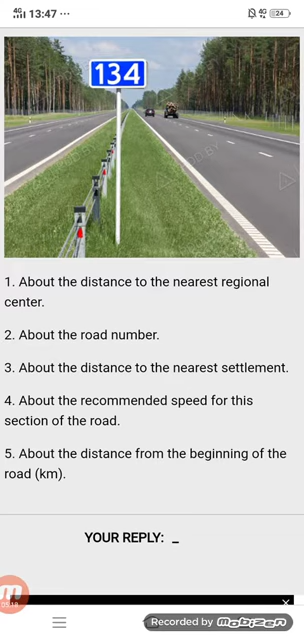 4G 13:47 ...
4G 24
134
1. About the distance to the nearest regional
center.
2. About the road number.
3. About the distance to the nearest settlement.
4. About the recommended speed for this
section of the road.
5. About the distance from the beginning of the
road (km).
YOUR REPLY: _
Recorded by mobizen